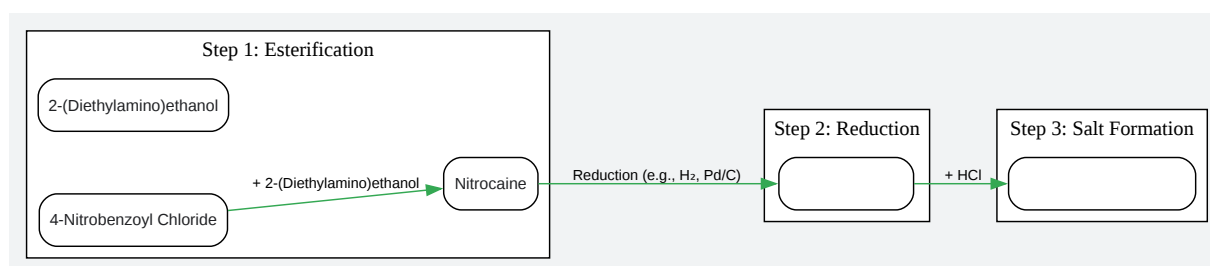 Step 1: Esterification
2-(Diethylamino)ethanol
4-Nitrobenzoyl Chloride
+ 2-(Diethylamino)ethanol
Nitrocaine
Reduction (e.g., H₂, Pd/C)
Step 2: Reduction
+ HCl
Step 3: Salt Formation